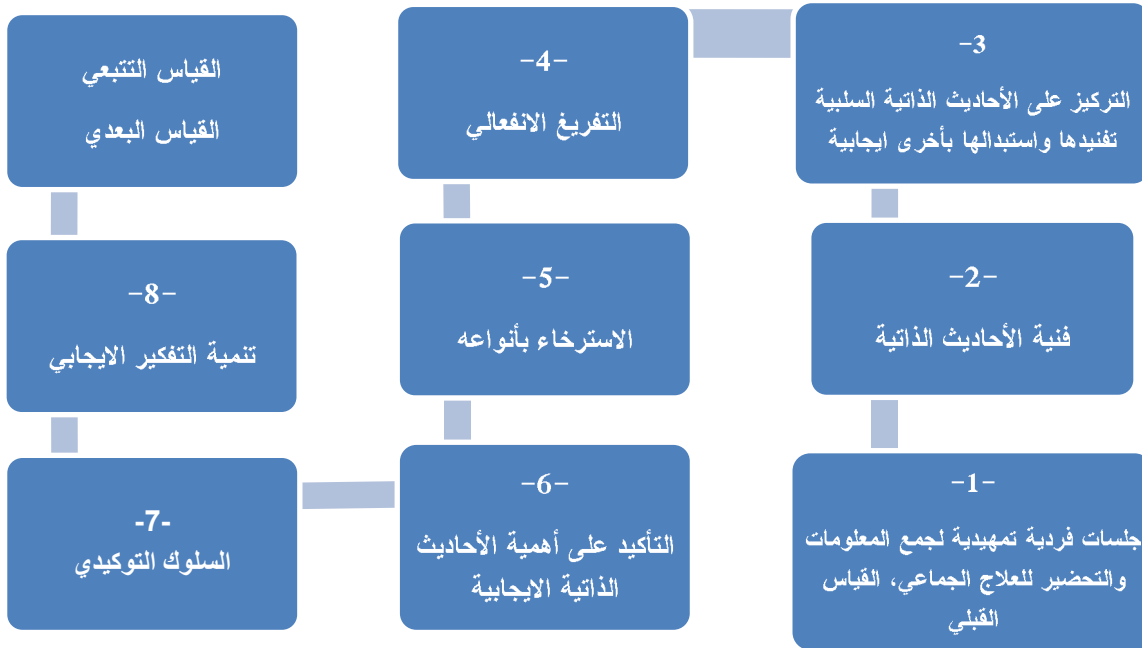 -1-
جلسات فردية تمهيدية لجمع المعلومات
والتحضير للعلاج الجماعي، القياس
القبلي
-2-
فنية الأحاديث الذاتية
-3
التركيز على الأحاديث الذاتية السلبية
تفنيدها واستبدالها بأخرى ايجابية
-4-
التفريغ الانفعالي
-5-
الاسترخاء بأنواعه
-6-
التأكيد على أهمية الأحاديث
الذاتية الايجابية
-7-
السلوك التوكيدي
-8-
تنمية التفكير الايجابي
القياس التتبعي
القياس البعدي